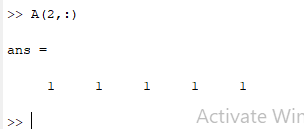 >> A(2,:)
ans =
1 1 1 1 1
>>
Activate Win